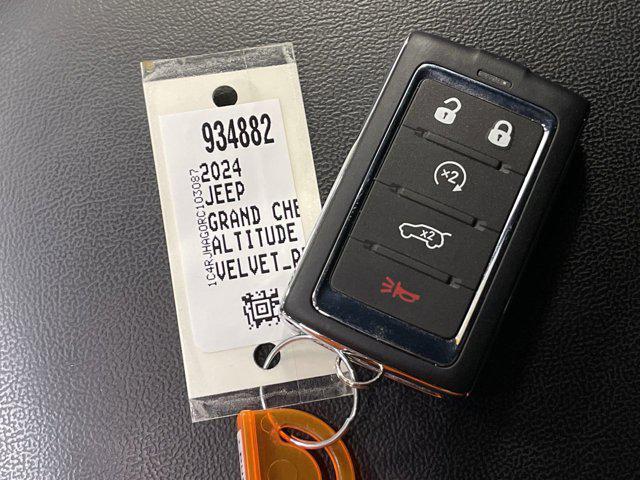 934882
2024
JEEP
GRAND CHE
ALTITUDE
VELVET_R
1C4RJHAG0RC103087
x2
x2